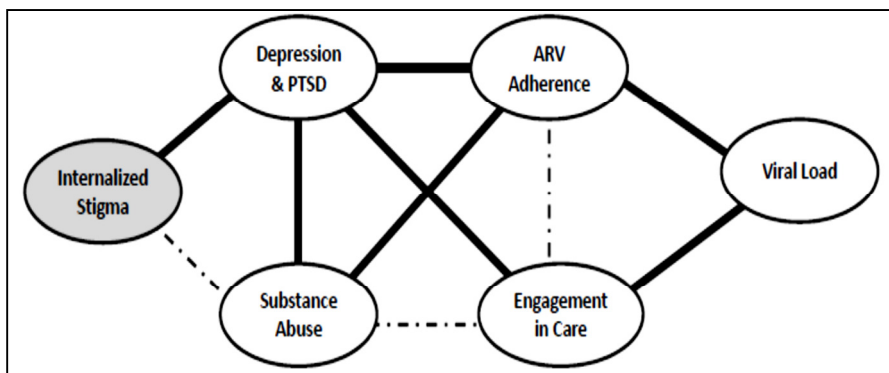 Depression
& PTSD
ARV
Adherence
Internalized
Stigma
Viral Load
Substance
Abuse
Engagement
in Care